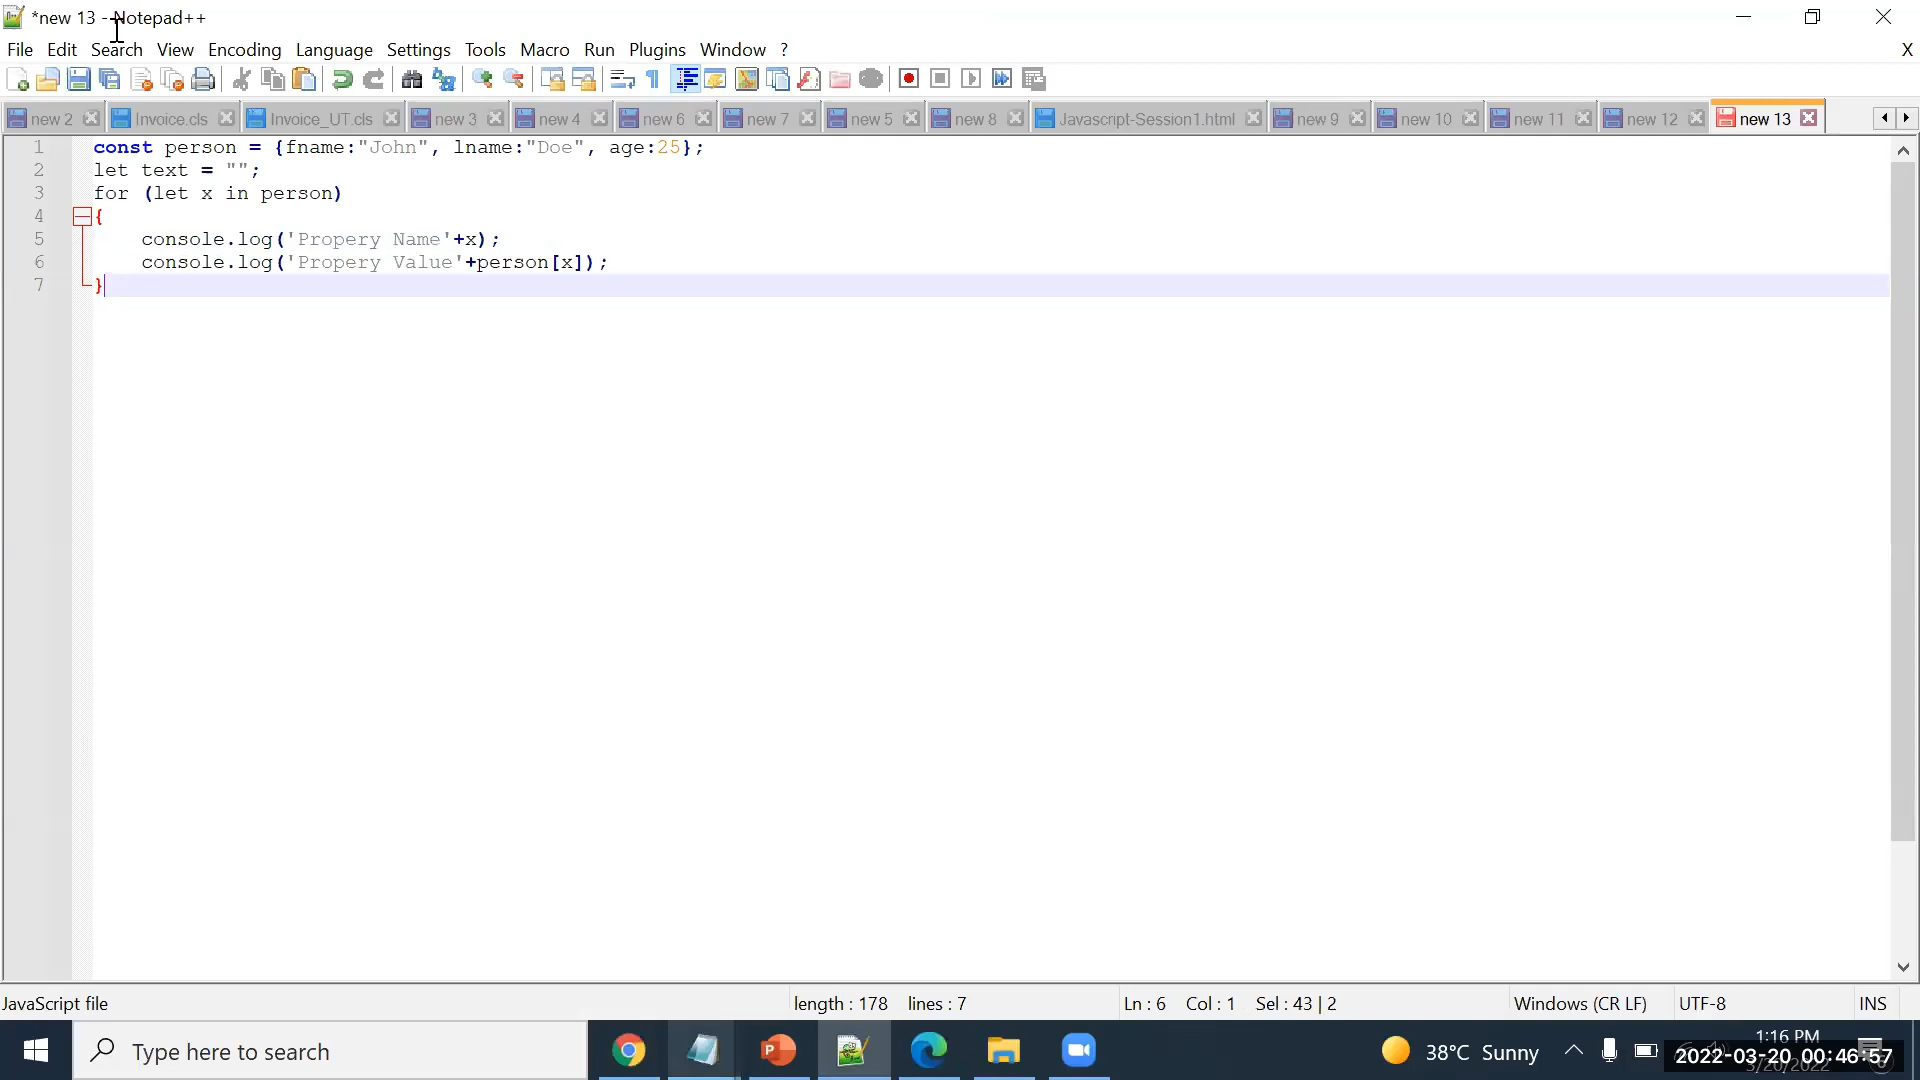 *new 13 - Notepad++
File Edit Search View Encoding Language Settings Tools Macro Run Plugins Window ? X
new 2 Invoice.cls Invoice_UT.cls new 3 new 4 new 6 new 7 new 5 new 8 Javascript-Session1.html new 9 new 10 new 11 new 12 new 13
1 const person = {fname:"John", lname:"Doe", age:25};
2 let text = "";
3 for (let x in person)
4 {
5 console.log('Propery Name'+x);
6 console.log('Propery Value'+person[x]);
7 }
JavaScript file length : 178 lines : 7 Ln : 6 Col : 1 Sel : 43 | 2 Windows (CR LF) UTF-8 INS
Type here to search 38°C Sunny 1:16 PM
2022-03-20 00:46:57
3/20/2022